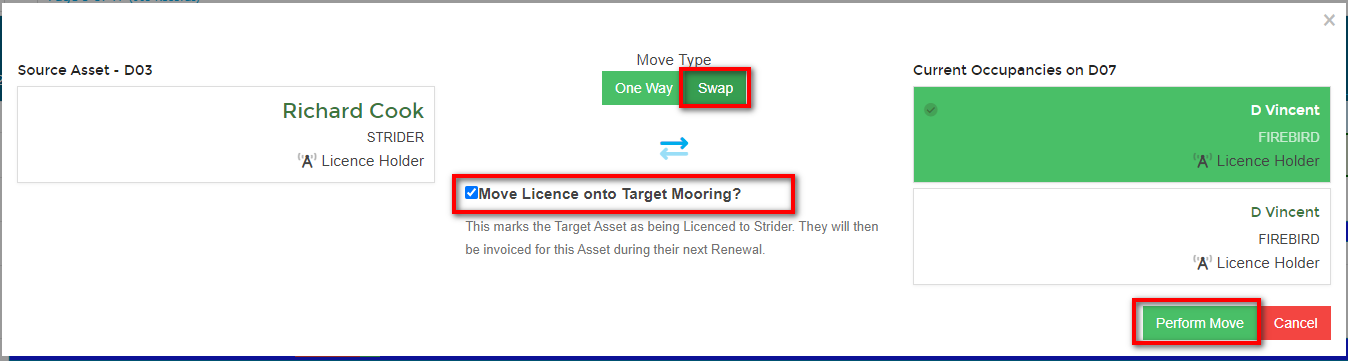 ×
Source Asset - D03
Richard Cook
STRIDER
Licence Holder
Move Type
One Way
Swap
Move Licence onto Target Mooring?
This marks the Target Asset as being Licenced to Strider. They will then
be invoiced for this Asset during their next Renewal.
Current Occupancies on D07
D Vincent
FIREBIRD
Licence Holder
D Vincent
FIREBIRD
Licence Holder
Perform Move
Cancel